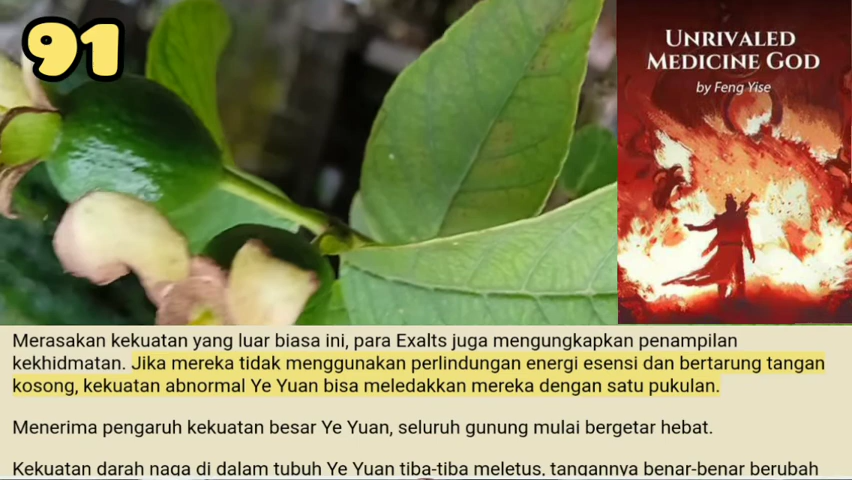 91
UNRIVALED
MEDICINE GOD
by Feng Yise
Merasakan kekuatan yang luar biasa ini, para Exalts juga mengungkapkan penampilan
kekhidmatan. Jika mereka tidak menggunakan perlindungan energi esensi dan bertarung tangan
kosong, kekuatan abnormal Ye Yuan bisa meledakkan mereka dengan satu pukulan.
Menerima pengaruh kekuatan besar Ye Yuan, seluruh gunung mulai bergetar hebat.
Kekuatan darah naga di dalam tubuh Ye Yuan tiba-tiba meletus, tangannya benar-benar berubah